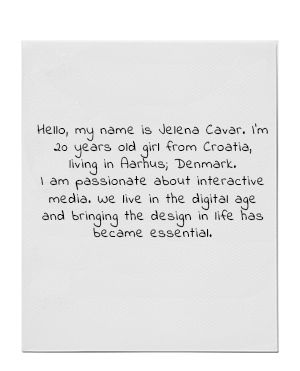 Hello, my name is Jelena Cavar. I'm
20 years old girl from Croatia,
living in Aarhus; Denmark.
I am passionate about interactive
media. We live in the digital age
and bringing the design in life has
became essential.